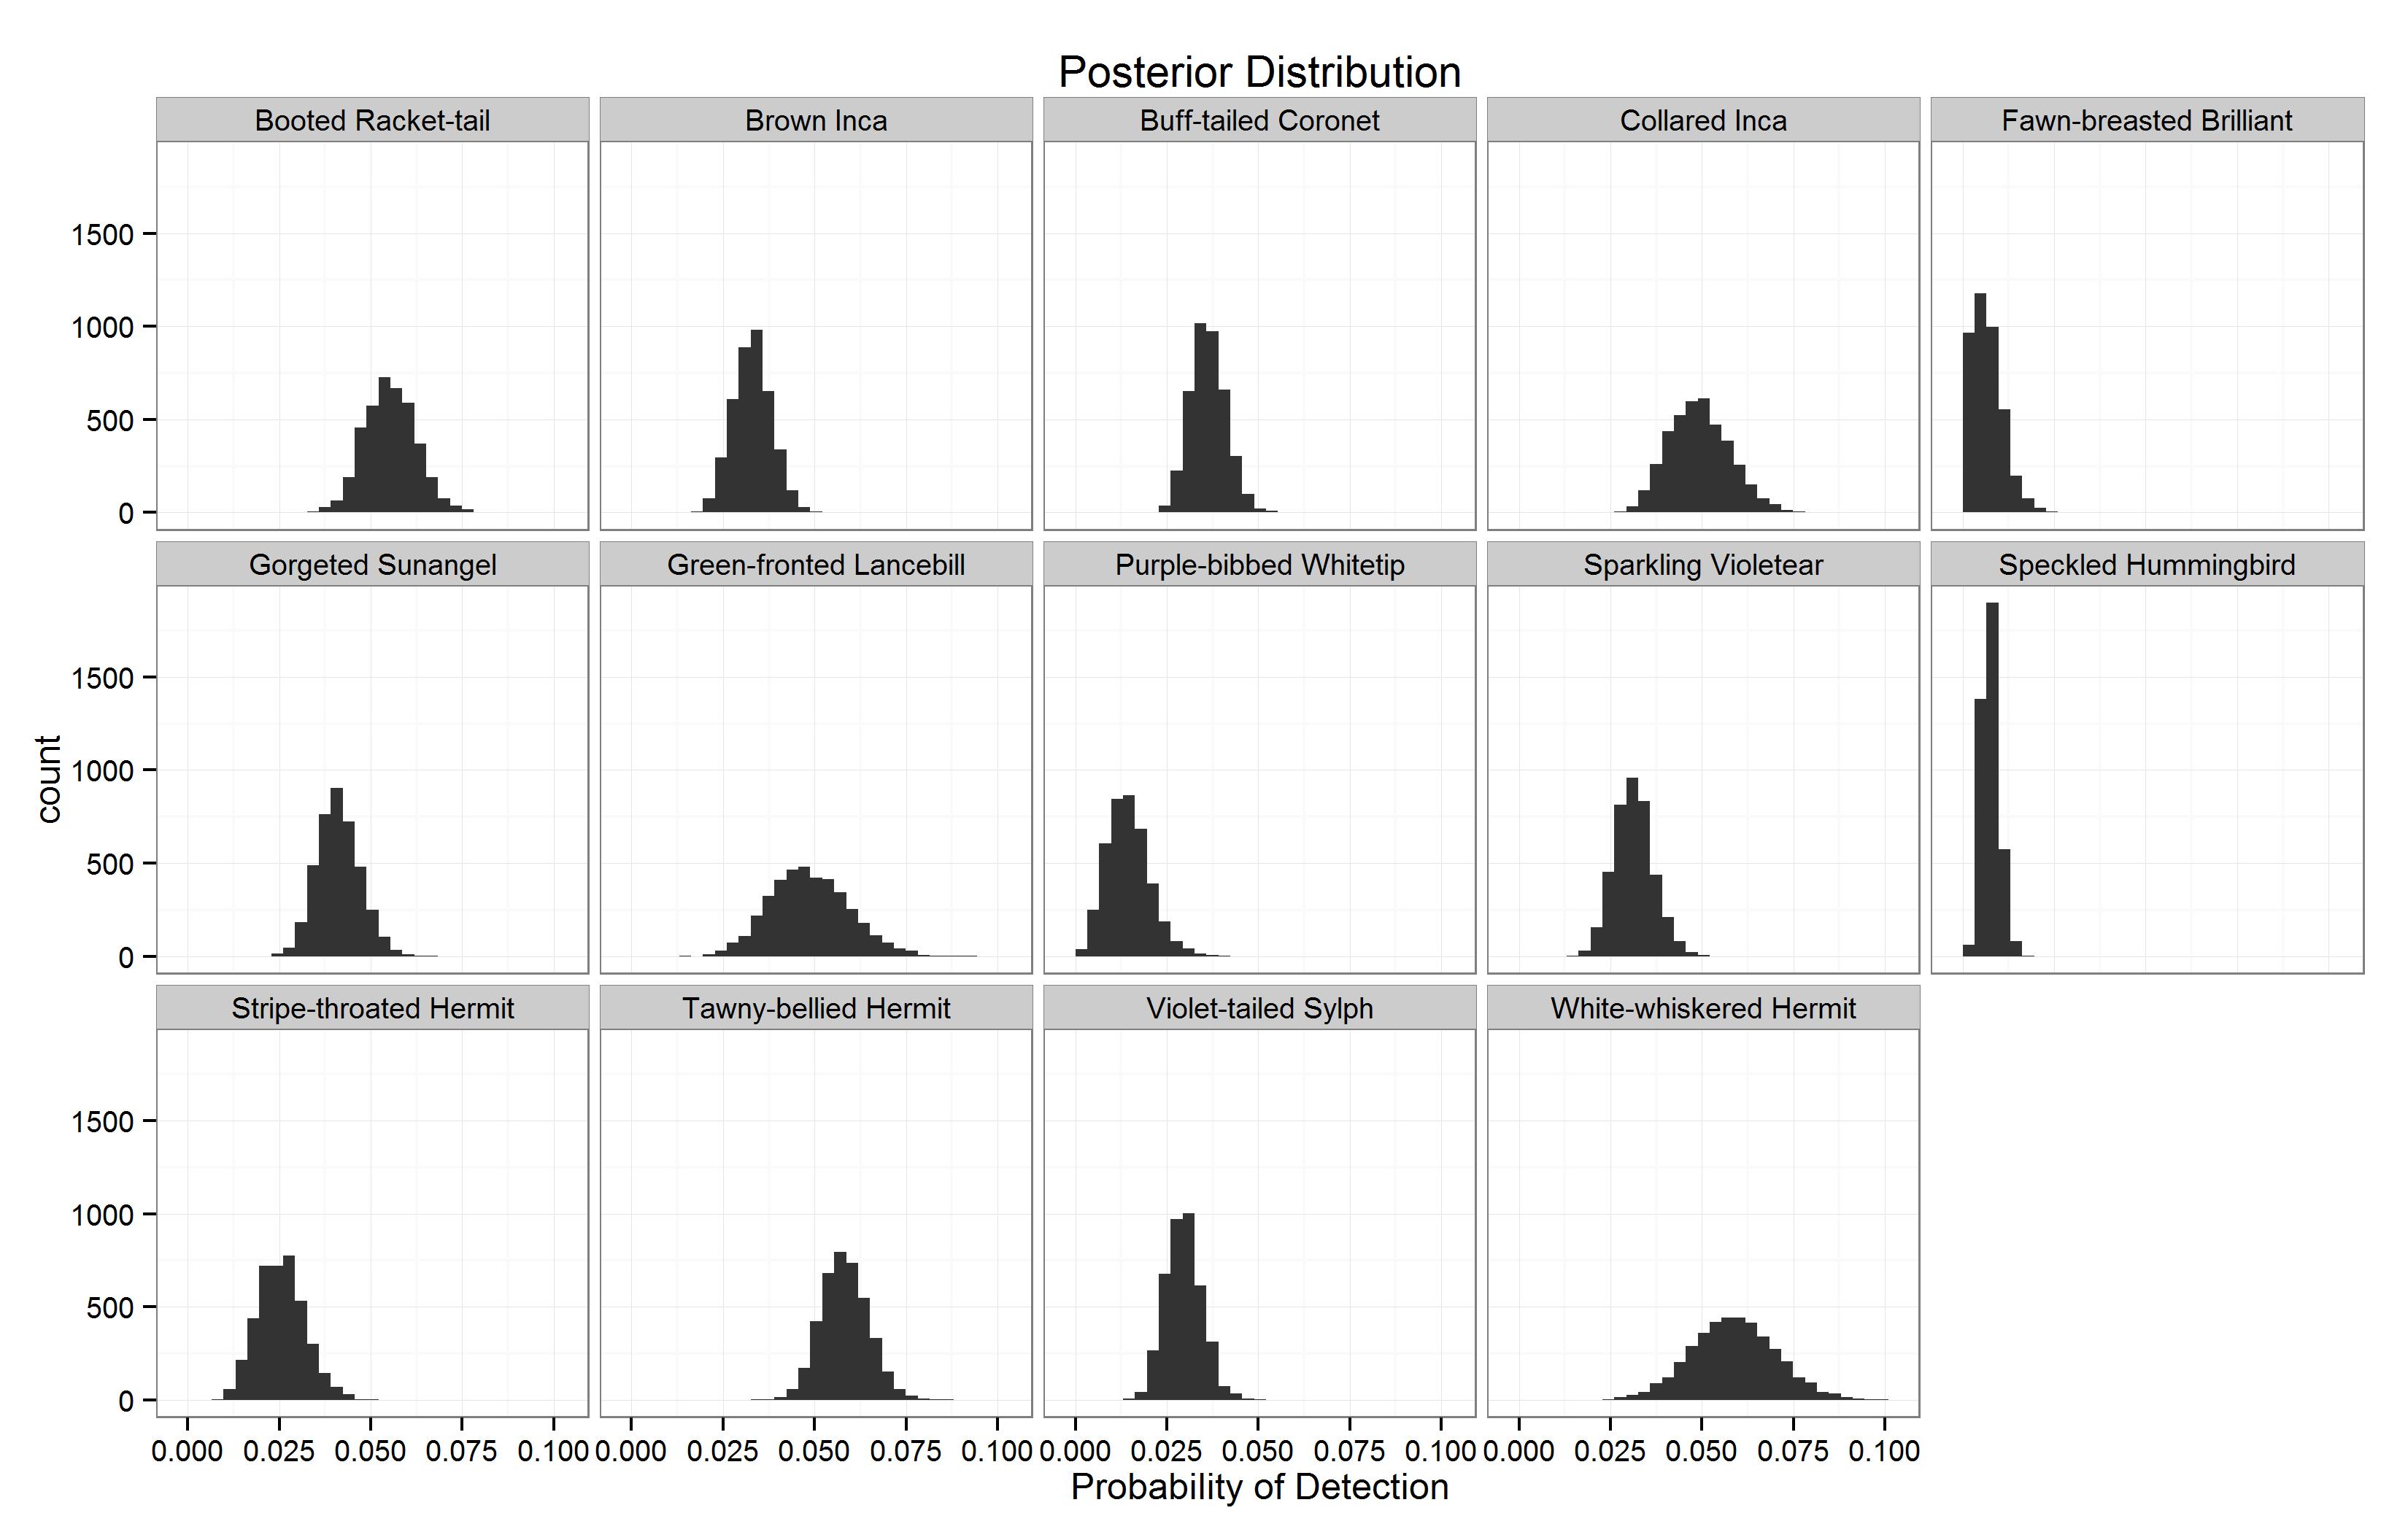 Posterior Distribution
Booted Racket-tail Brown Inca Buff-tailed Coronet Collared Inca Fawn-breasted Brilliant
1500
1000
500
0
Gorgeted Sunangel Green-fronted Lancebill Purple-bibbed Whitetip Sparkling Violetear Speckled Hummingbird
1500
1000
500
0
count
Stripe-throated Hermit Tawny-bellied Hermit Violet-tailed Sylph White-whiskered Hermit
1500
1000
500
0
0.000 0.025 0.050 0.075 0.100 0.000 0.025 0.050 0.075 0.100 0.000 0.025 0.050 0.075 0.100 0.000 0.025 0.050 0.075 0.100
Probability of Detection